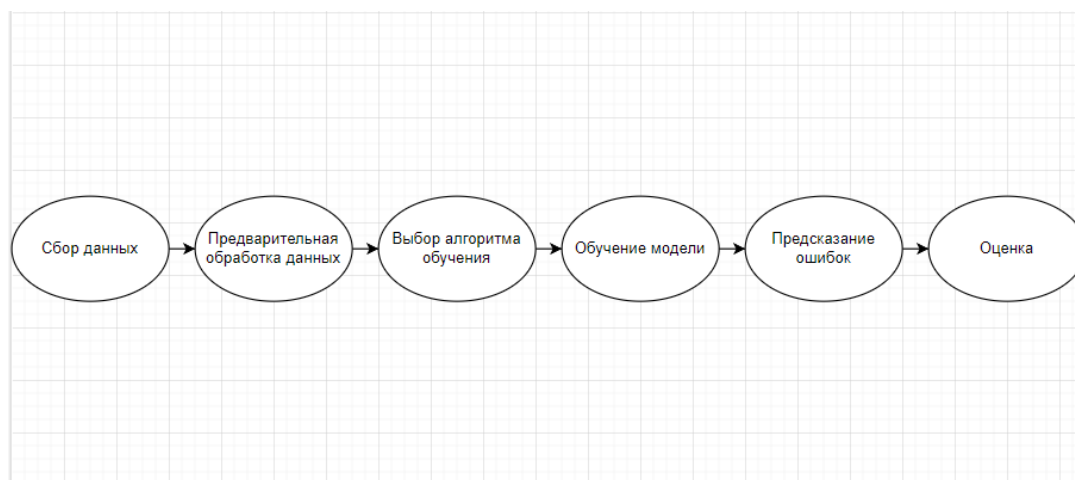 Сбор данных
Предварительная
обработка данных
Выбор алгоритма
обучения
Обучение модели
Предсказание
ошибок
Оценка